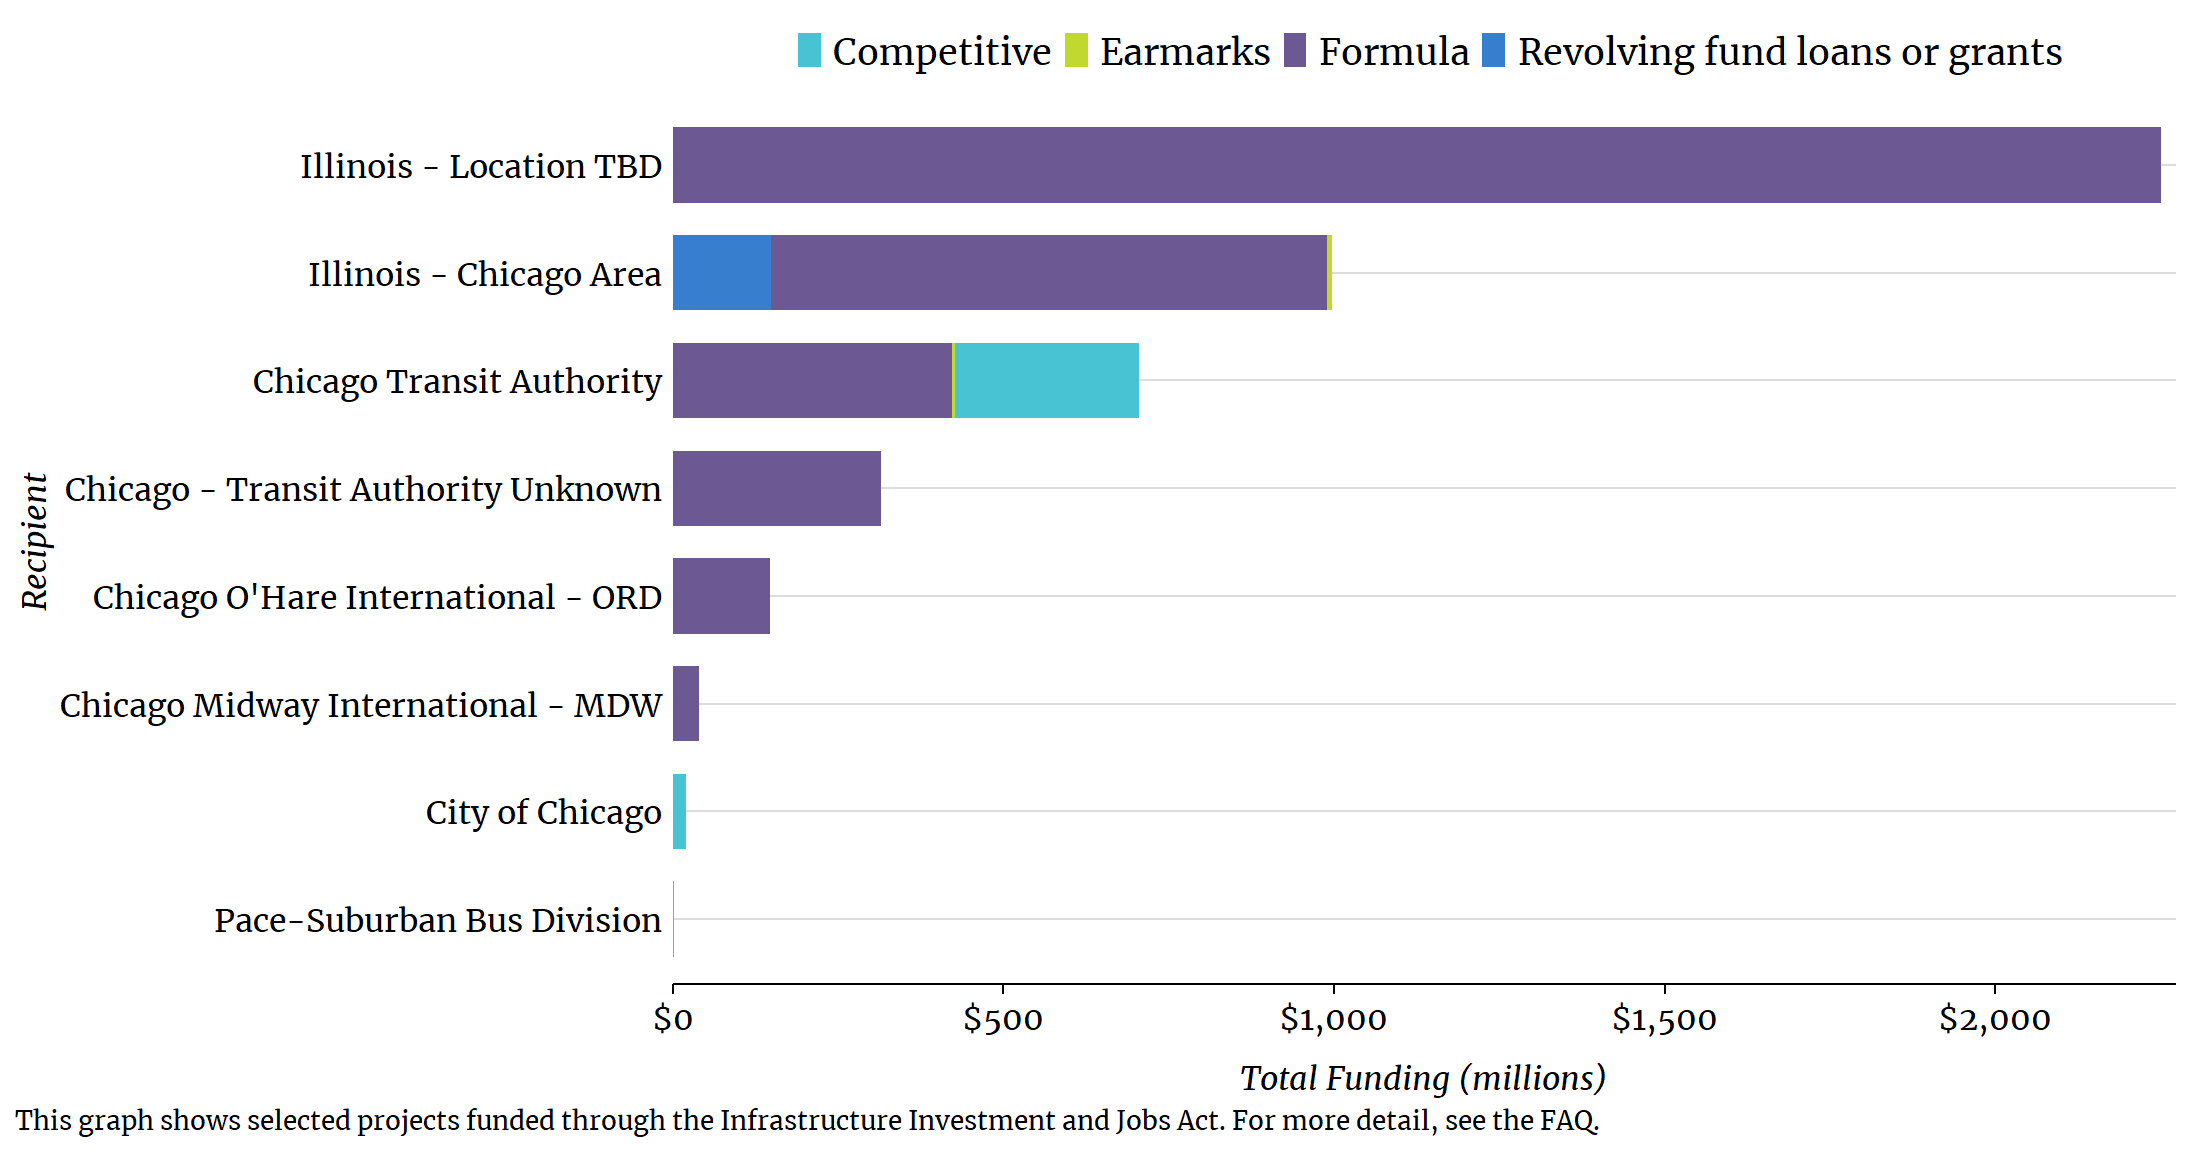 Competitive Earmarks Formula Revolving fund loans or grants
Illinois - Location TBD
Illinois - Chicago Area
Chicago Transit Authority
Chicago - Transit Authority Unknown
Chicago O'Hare International - ORD
Chicago Midway International - MDW
City of Chicago
Pace-Suburban Bus Division
Recipient
$0 $500 $1,000 $1,500 $2,000
Total Funding (millions)
This graph shows selected projects funded through the Infrastructure Investment and Jobs Act. For more detail, see the FAQ.